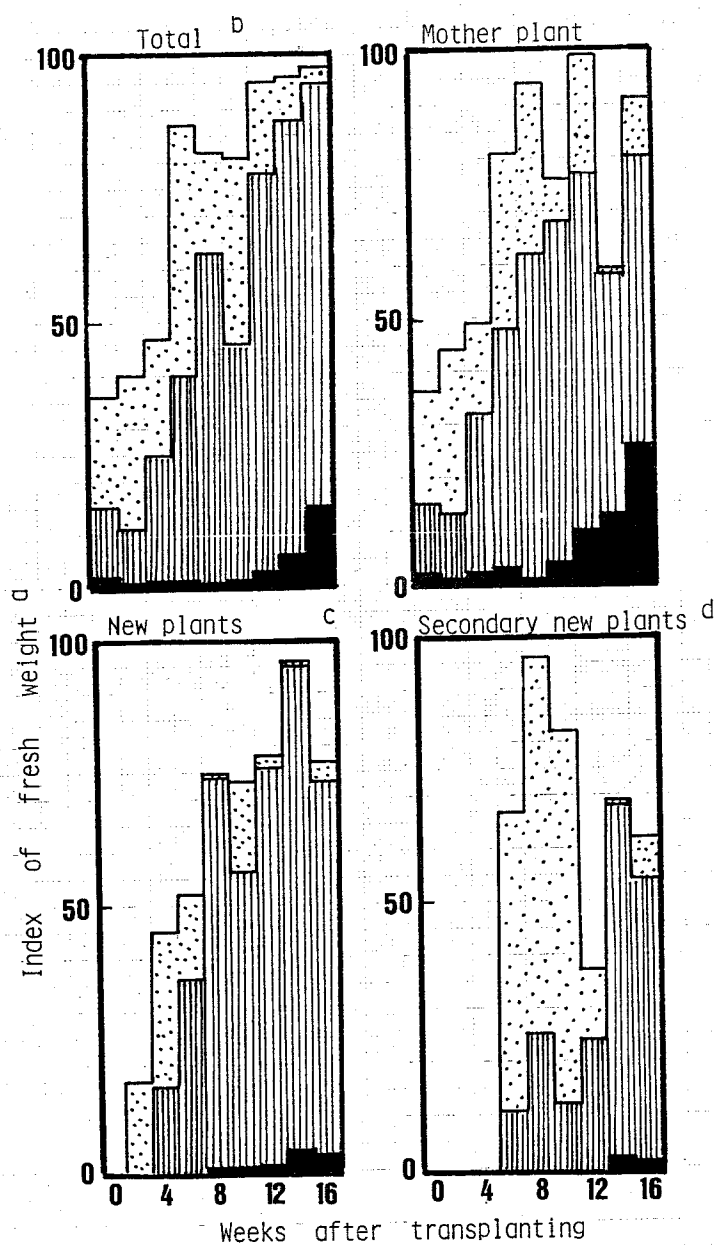 Total b
100
50
0
Mother plant
100
50
0
New plants c
100
50
0
0 4 8 12 16
Secondary new plants d
100
50
0
0 4 8 12 16
Index of fresh weight a
Weeks after transplanting